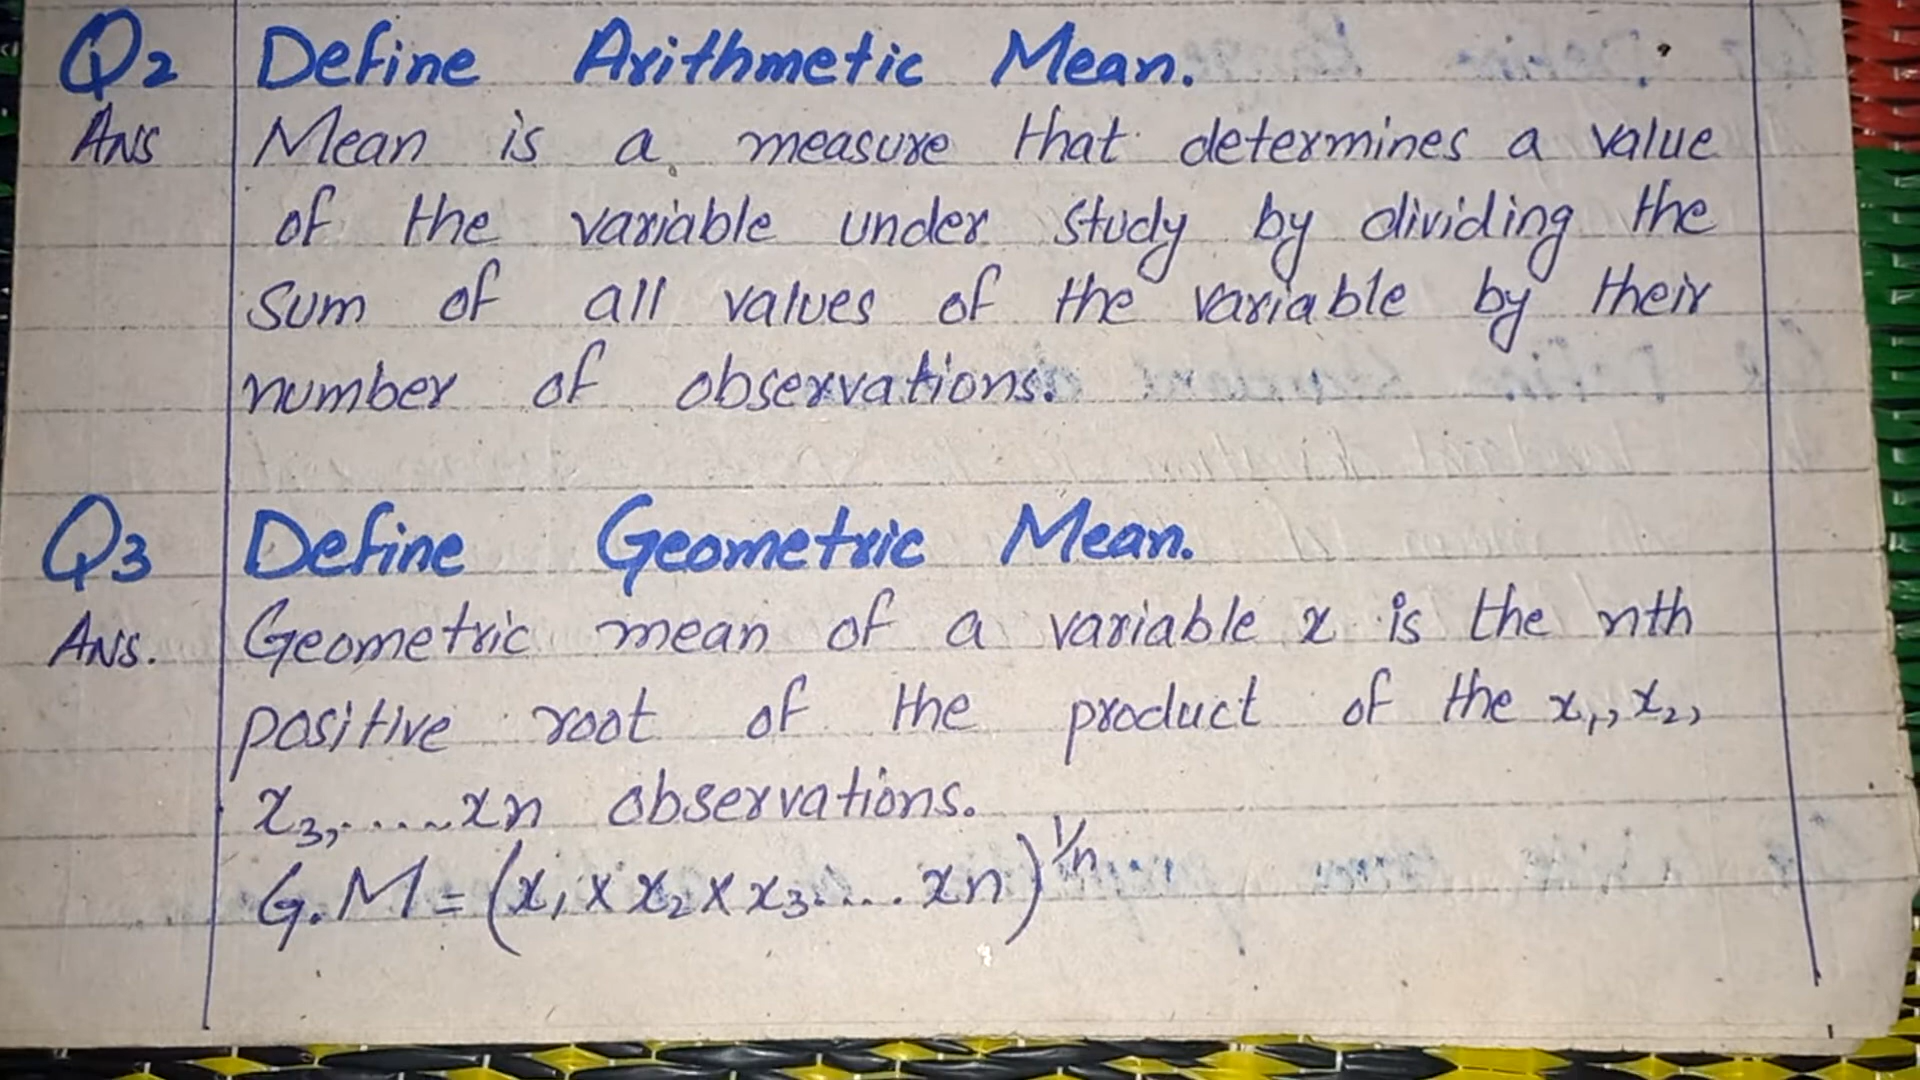 Q2 Define Arithmetic Mean.
Ans Mean is a measure that determines a value
of the variable under study by dividing the
sum of all values of the variable by their
number of observations.
Q3 Define Geometric Mean.
Ans. Geometric mean of a variable x is the nth
positive root of the product of the x₁, x₂,
x₃,.....xn observations.
G.M = (x₁ × x₂ × x₃..... xn)^1/n